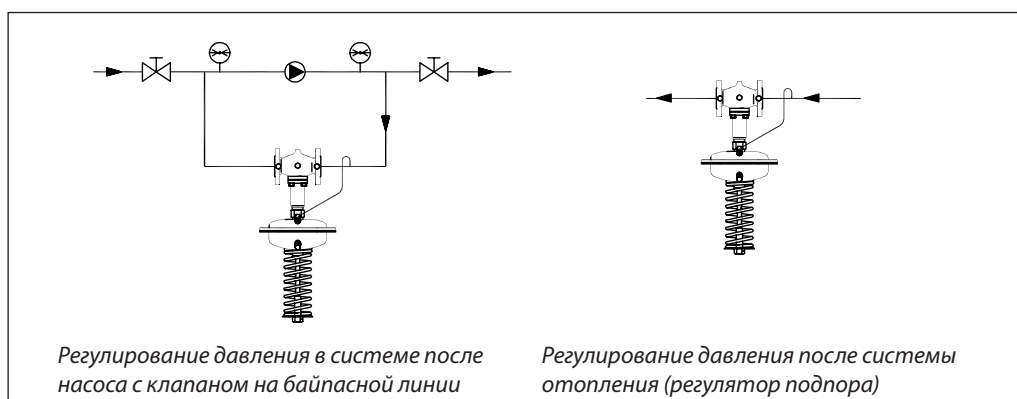 Регулирование давления в системе после
насоса с клапаном на байпасной линии
Регулирование давления после системы
отопления (регулятор подпора)